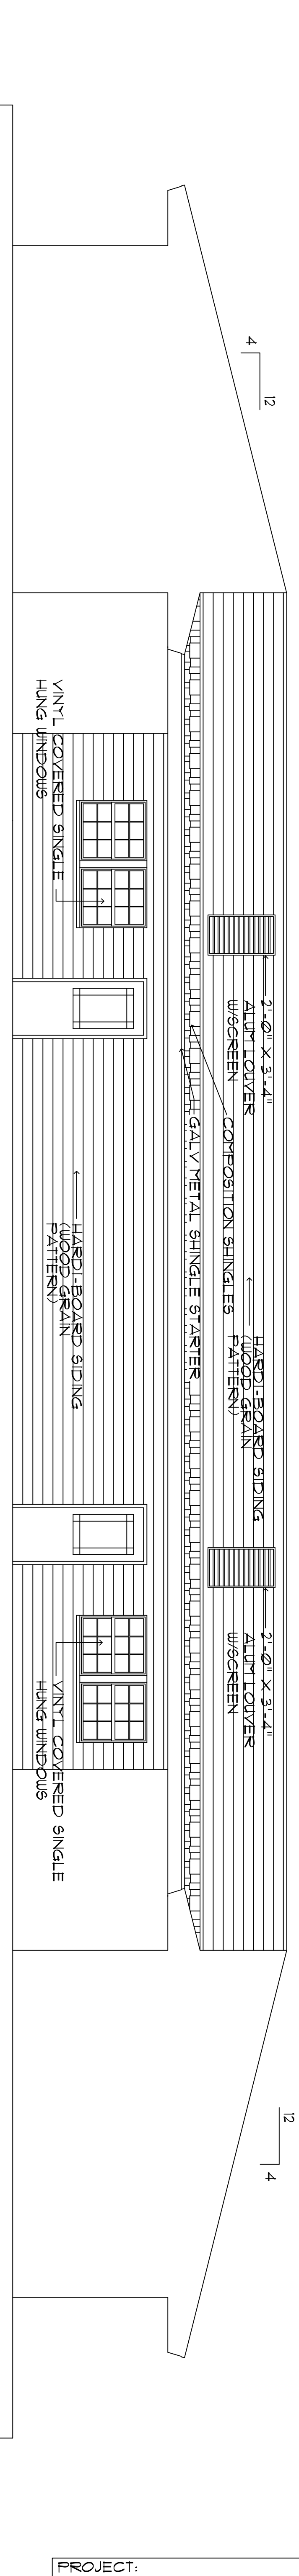 4
12
2'-0" X 3'-4"
ALUM LOUVER
W/SCREEN
HARDI-BOARD SIDING
(WOOD GRAIN
PATTERN)
2'-0" X 3'-4"
ALUM LOUVER
W/SCREEN
12
4
COMPOSITION SHINGLES
GALV. METAL SHINGLE STARTER
VINYL COVERED SINGLE
HUNG WINDOWS
HARDI-BOARD SIDING
(WOOD GRAIN
PATTERN)
VINYL COVERED SINGLE
HUNG WINDOWS
PROJECT: